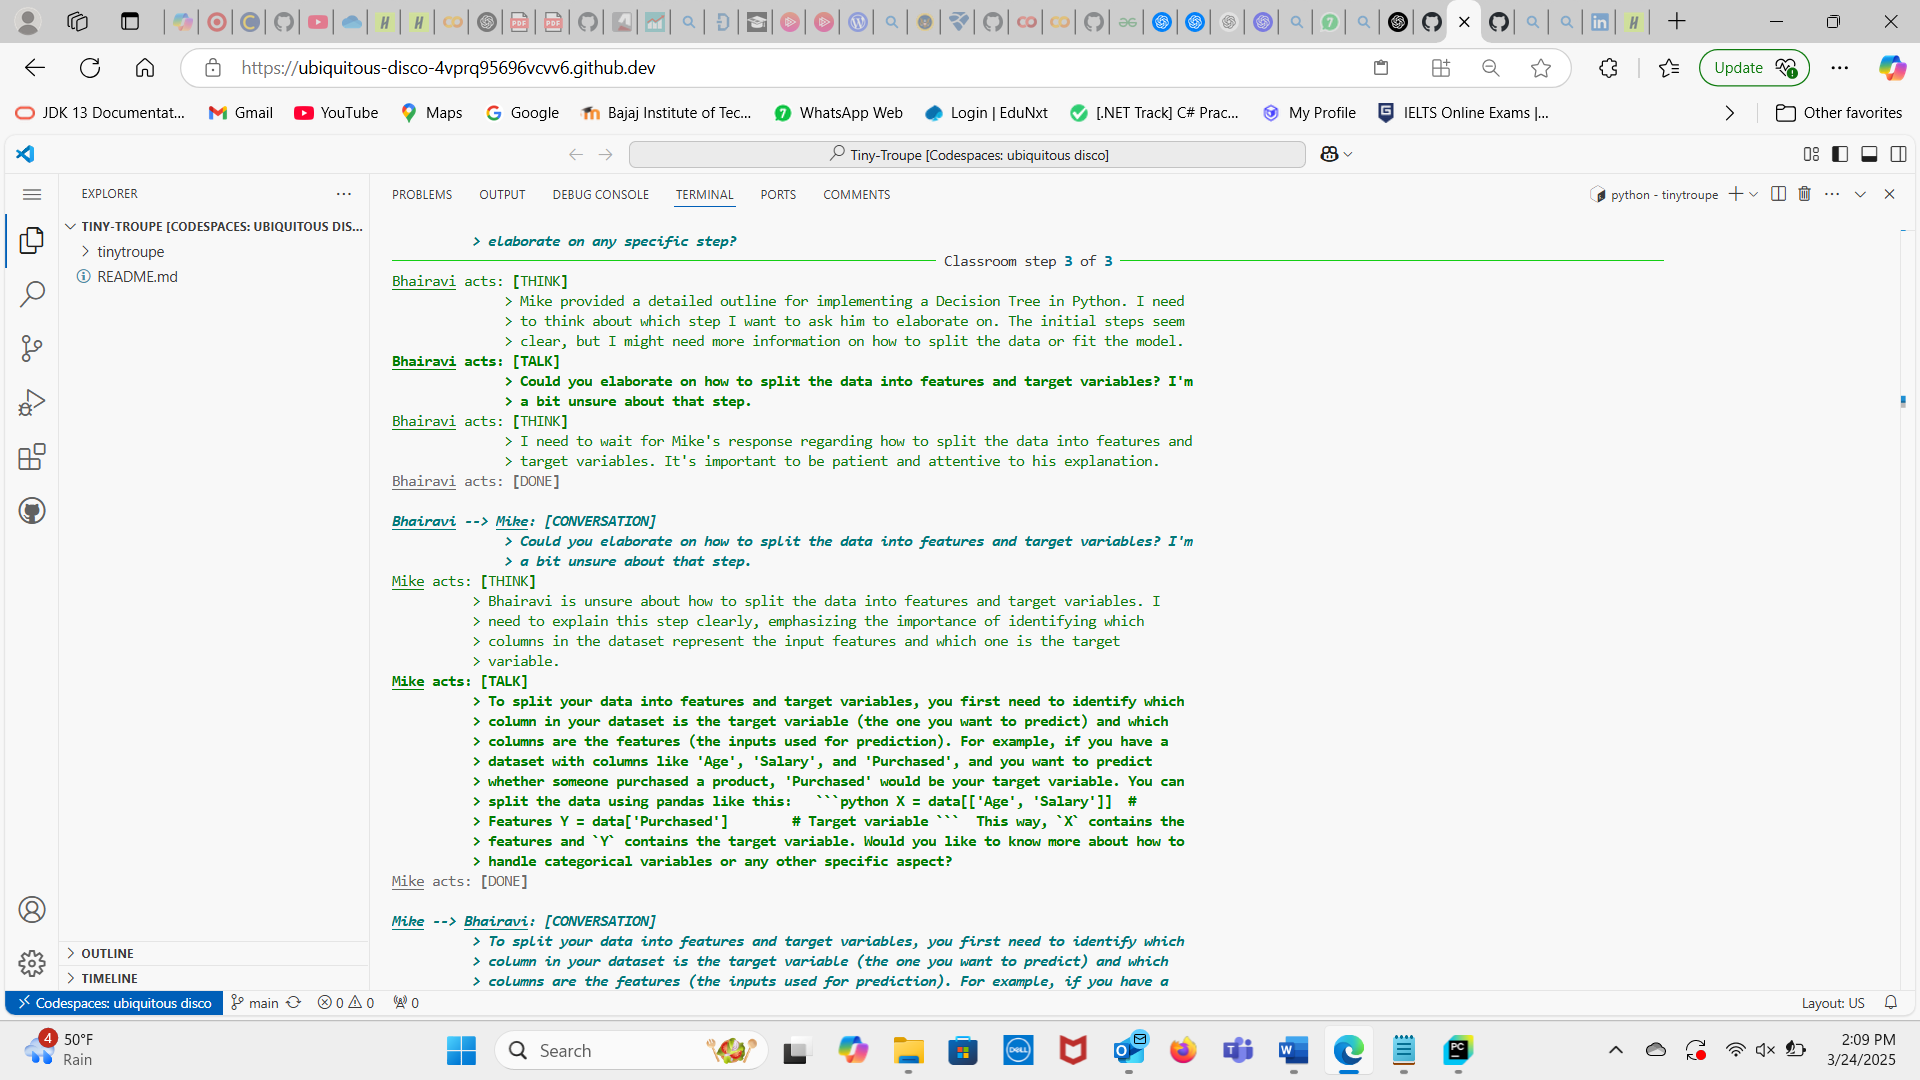 https://ubiquitous-disco-4vprq95696vcvv6.github.dev
Update
JDK 13 Documentat...
Gmail
YouTube
Maps
Google
Bajaj Institute of Tec...
WhatsApp Web
Login | EduNxt
[.NET Track] C# Prac...
My Profile
IELTS Online Exams |...
Other favorites
Tiny-Troupe [Codespaces: ubiquitous disco]
EXPLORER
TINY-TROUPE [CODESPACES: UBIQUITOUS DIS...
tinytroupe
README.md
OUTLINE
TIMELINE
PROBLEMS OUTPUT DEBUG CONSOLE TERMINAL PORTS COMMENTS
python - tinytroupe
> elaborate on any specific step?
Classroom step 3 of 3
Bhairavi acts: [THINK]
> Mike provided a detailed outline for implementing a Decision Tree in Python. I need
> to think about which step I want to ask him to elaborate on. The initial steps seem
> clear, but I might need more information on how to split the data or fit the model.
Bhairavi acts: [TALK]
> Could you elaborate on how to split the data into features and target variables? I'm
> a bit unsure about that step.
Bhairavi acts: [THINK]
> I need to wait for Mike's response regarding how to split the data into features and
> target variables. It's important to be patient and attentive to his explanation.
Bhairavi acts: [DONE]
Bhairavi --> Mike: [CONVERSATION]
> Could you elaborate on how to split the data into features and target variables? I'm
> a bit unsure about that step.
Mike acts: [THINK]
> Bhairavi is unsure about how to split the data into features and target variables. I
> need to explain this step clearly, emphasizing the importance of identifying which
> columns in the dataset represent the input features and which one is the target
> variable.
Mike acts: [TALK]
> To split your data into features and target variables, you first need to identify which
> column in your dataset is the target variable (the one you want to predict) and which
> columns are the features (the inputs used for prediction). For example, if you have a
> dataset with columns like 'Age', 'Salary', and 'Purchased', and you want to predict
> whether someone purchased a product, 'Purchased' would be your target variable. You can
> split the data using pandas like this:   ```python X = data[['Age', 'Salary']]  #
> Features Y = data['Purchased']        # Target variable ```  This way, `X` contains the
> features and `Y` contains the target variable. Would you like to know more about how to
> handle categorical variables or any other specific aspect?
Mike acts: [DONE]
Mike --> Bhairavi: [CONVERSATION]
> To split your data into features and target variables, you first need to identify which
> column in your dataset is the target variable (the one you want to predict) and which
> columns are the features (the inputs used for prediction). For example, if you have a
Codespaces: ubiquitous disco
main
0 0
0
Layout: US
4
50°F
Rain
Search
2:09 PM
3/24/2025